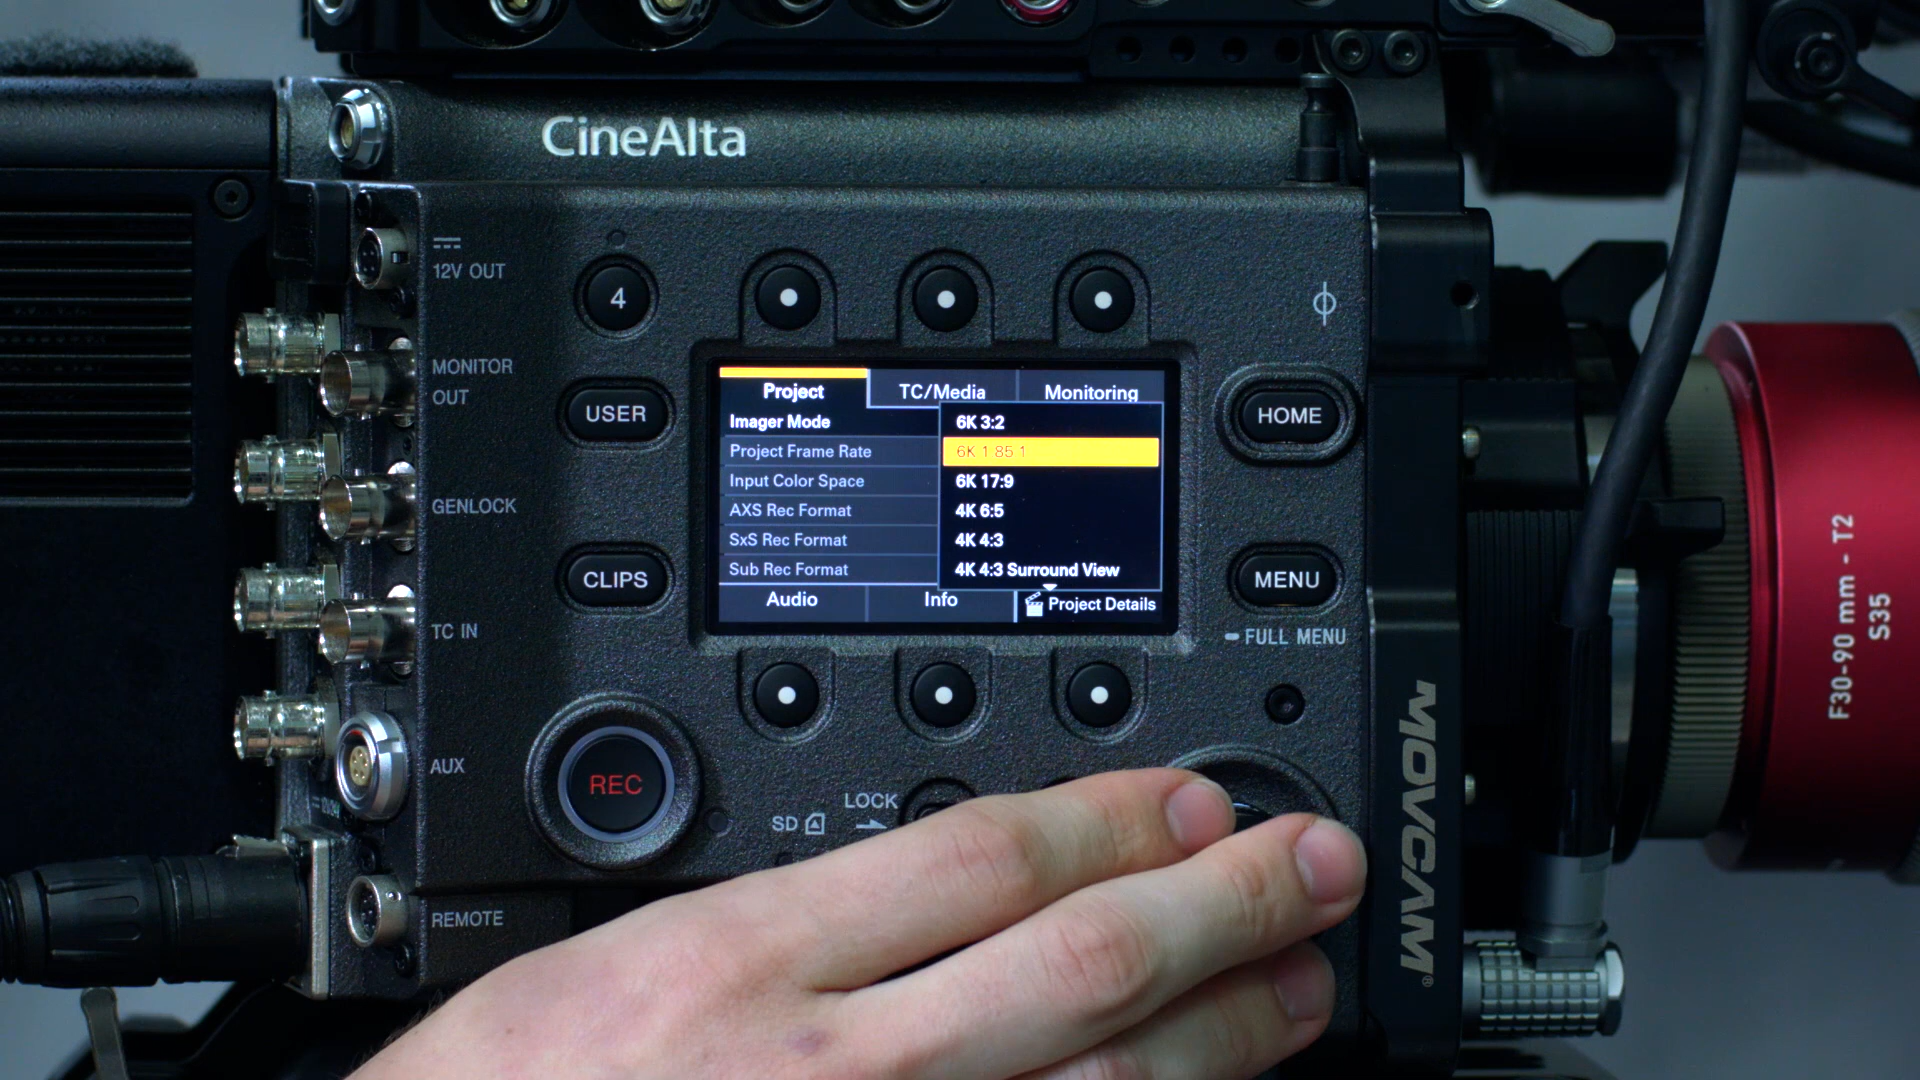 CineAlta
12V OUT
4
MONITOR
OUT
USER
HOME
Project
TC/Media
Monitoring
Imager Mode
6K 3:2
Project Frame Rate
6K 1 85 1
Input Color Space
6K 17:9
AXS Rec Format
4K 6:5
SxS Rec Format
4K 4:3
Sub Rec Format
4K 4:3 Surround View
Audio
Info
Project Details
GENLOCK
CLIPS
MENU
FULL MENU
TC IN
AUX
REC
LOCK
SD
REMOTE
MOVCAM®
F30-90 mm - T2
S35